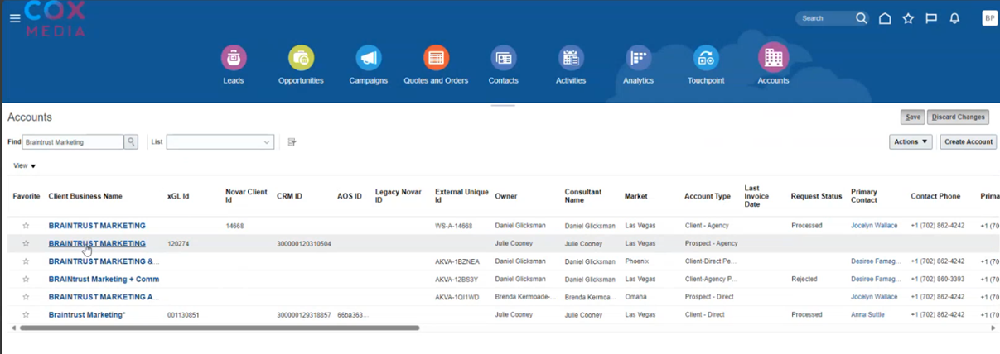 COX
MEDIA
Search
BP
Leads
Opportunities
Campaigns
Quotes and Orders
Contacts
Activities
Analytics
Touchpoint
Accounts
Accounts
Save Discard Changes
Find Braintrust Marketing List
Actions Create Account
View
Favorite Client Business Name xGL Id Novar Client Id CRM ID AOS ID Legacy Novar ID External Unique Id Owner Consultant Name Market Account Type Last Invoice Date Request Status Primary Contact Contact Phone Prima
BRAINTRUST MARKETING 14668 WS-A-14668 Daniel Glicksman Daniel Glicksman Las Vegas Client - Agency Processed Jocelyn Wallace +1 (702) 862-4242 +1 (70
BRAINTRUST MARKETING 120274 300000120310504 Julie Cooney Julie Cooney Las Vegas Prospect - Agency
BRAINTRUST MARKETING &... AKVA-1BZNEA Daniel Glicksman Daniel Glicksman Phoenix Client-Direct Pe... Desiree Famag... +1 (702) 862-4242 +1 (70
BRAINtrust Marketing + Comm AKVA-12BS3Y Daniel Glicksman Daniel Glicksman Las Vegas Client-Agency P... Rejected Desiree Famag... +1 (702) 860-3393 +1 (70
BRAINTRUST MARKETING A... AKVA-1QI1WD Brenda Kermoade-... Brenda Kermoa... Omaha Prospect - Direct Jocelyn Wallace +1 (702) 862-4242 +1 (70
Braintrust Marketing* 001130851 300000129318857 66ba363... Julie Cooney Julie Cooney Las Vegas Client - Direct Processed Anna Suttle +1 (702) 862-4242 +1 (70